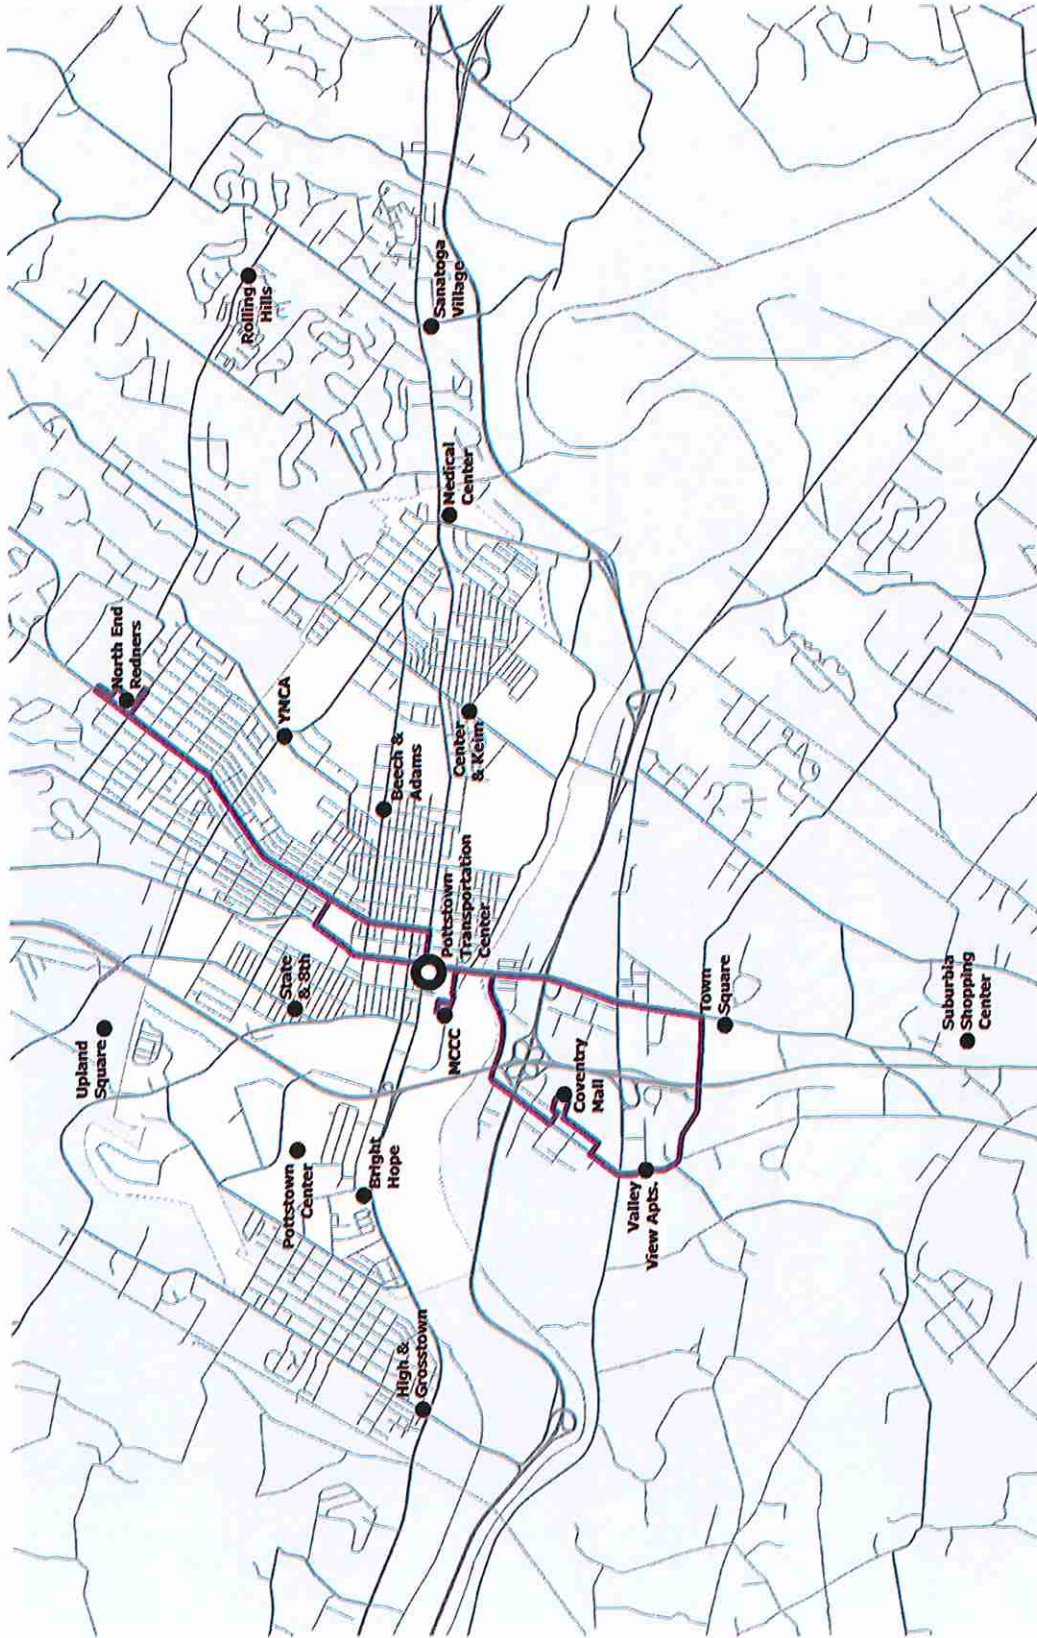 Upland
Square
Pottstown
Center
High &
Grosstown
Bright
Hope
State
& 8th
MCCC
Pottstown
Transportation
Center
North End
Redners
YMCA
Beech &
Adams
Center
& Keim
Medical
Center
Rolling
Hills
Sanatoga
Village
Coventry
Mall
Valley
View Apts.
Town
Square
Suburbia
Shopping
Center